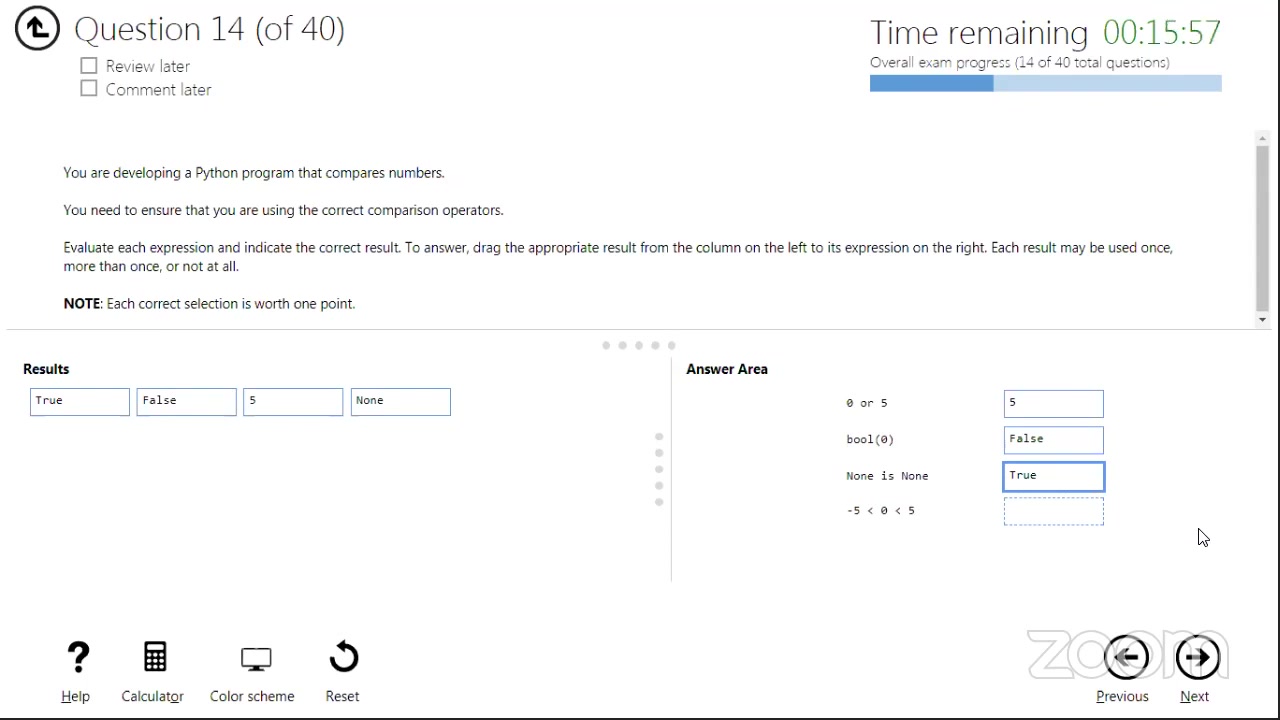 Question 14 (of 40)
Time remaining 00:15:57
Review later
Overall exam progress (14 of 40 total questions)
Comment later
You are developing a Python program that compares numbers.
You need to ensure that you are using the correct comparison operators.
Evaluate each expression and indicate the correct result. To answer, drag the appropriate result from the column on the left to its expression on the right. Each result may be used once,
more than once, or not at all.
NOTE: Each correct selection is worth one point.
Results
True False 5 None
Answer Area
0 or 5 5
bool(0) False
None is None True
-5 < 0 < 5
zoom
Help Calculator Color scheme Reset
Previous Next